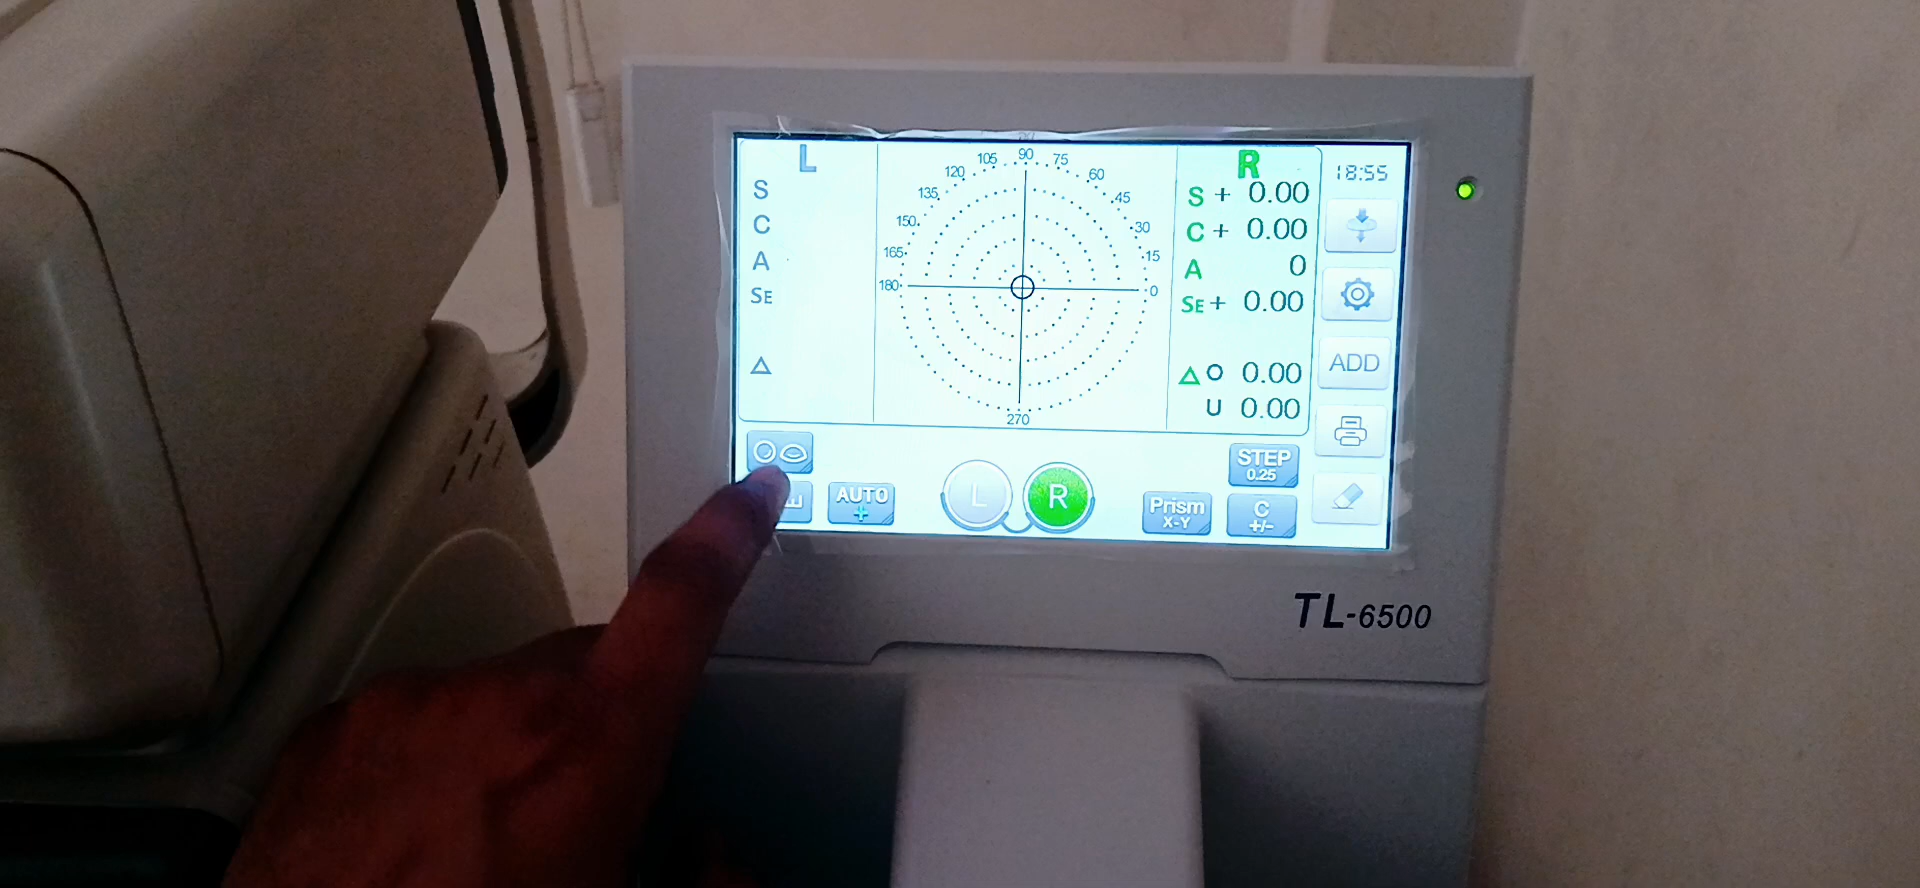 L
S
C
A
SE
△
90
105
75
120
60
135
45
150
30
165
15
180
0
270
R
S + 0.00
C + 0.00
A 0
SE + 0.00
△ O 0.00
U 0.00
18:55
ADD
STEP
0.25
AUTO
+
L
R
Prism
X-Y
C
+/-
TL-6500